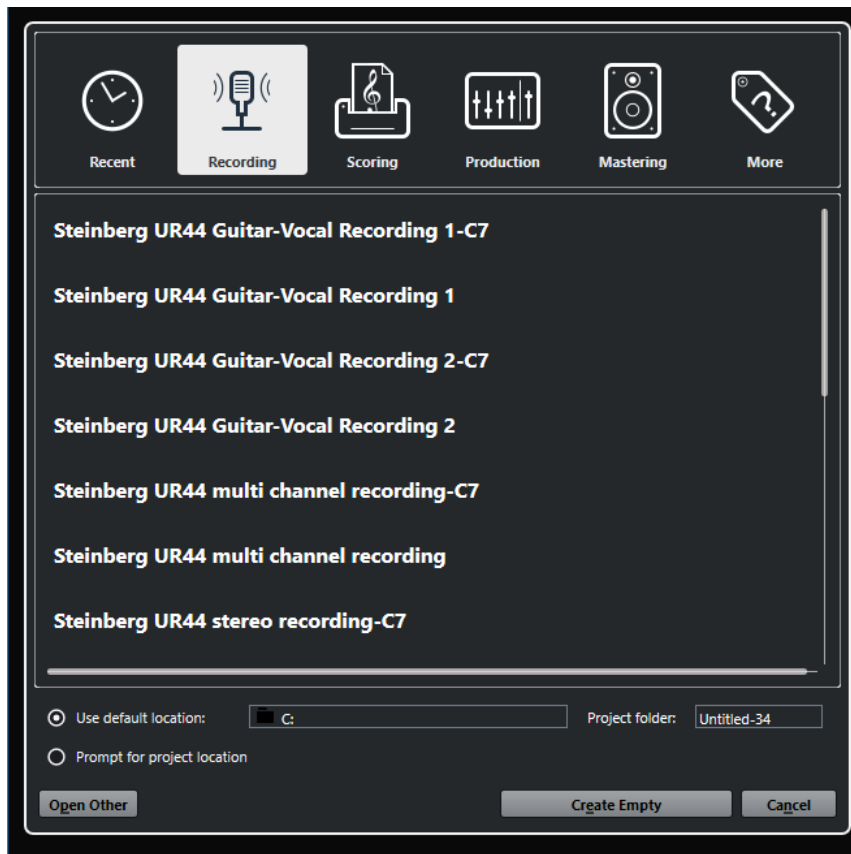 Recent Recording Scoring Production Mastering More
Steinberg UR44 Guitar-Vocal Recording 1-C7
Steinberg UR44 Guitar-Vocal Recording 1
Steinberg UR44 Guitar-Vocal Recording 2-C7
Steinberg UR44 Guitar-Vocal Recording 2
Steinberg UR44 multi channel recording-C7
Steinberg UR44 multi channel recording
Steinberg UR44 stereo recording-C7
Use default location: C: Project folder: Untitled-34
Prompt for project location
Open Other Create Empty Cancel